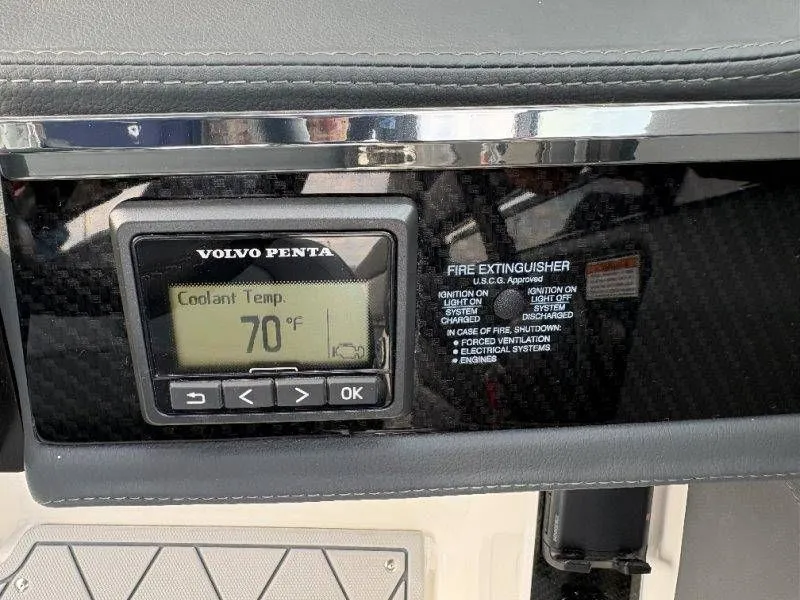 VOLVO PENTA
Coolant Temp.
70 °F
< > OK
FIRE EXTINGUISHER
U.S.C.G. Approved
IGNITION ON
LIGHT ON
SYSTEM
CHARGED
IGNITION ON
LIGHT OFF
SYSTEM
DISCHARGED
IN CASE OF FIRE, SHUTDOWN:
• FORCED VENTILATION
• ELECTRICAL SYSTEMS
• ENGINES